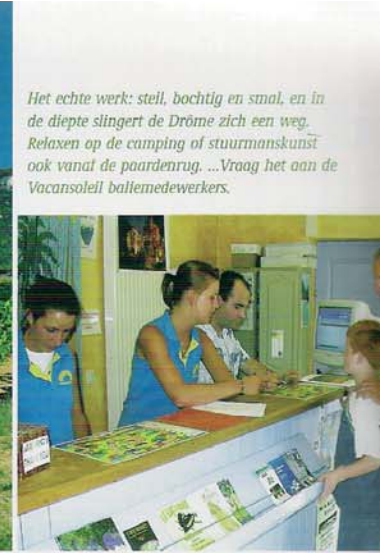 Het echte werk: steil, bochtig en smal, en in
de diepte slingert de Drôme zich een weg.
Relaxen op de camping of stuurmanskunst
ook vanaf de paardenrug. ...Vraag het aan de
Vacansoleil baliemedewerkers.